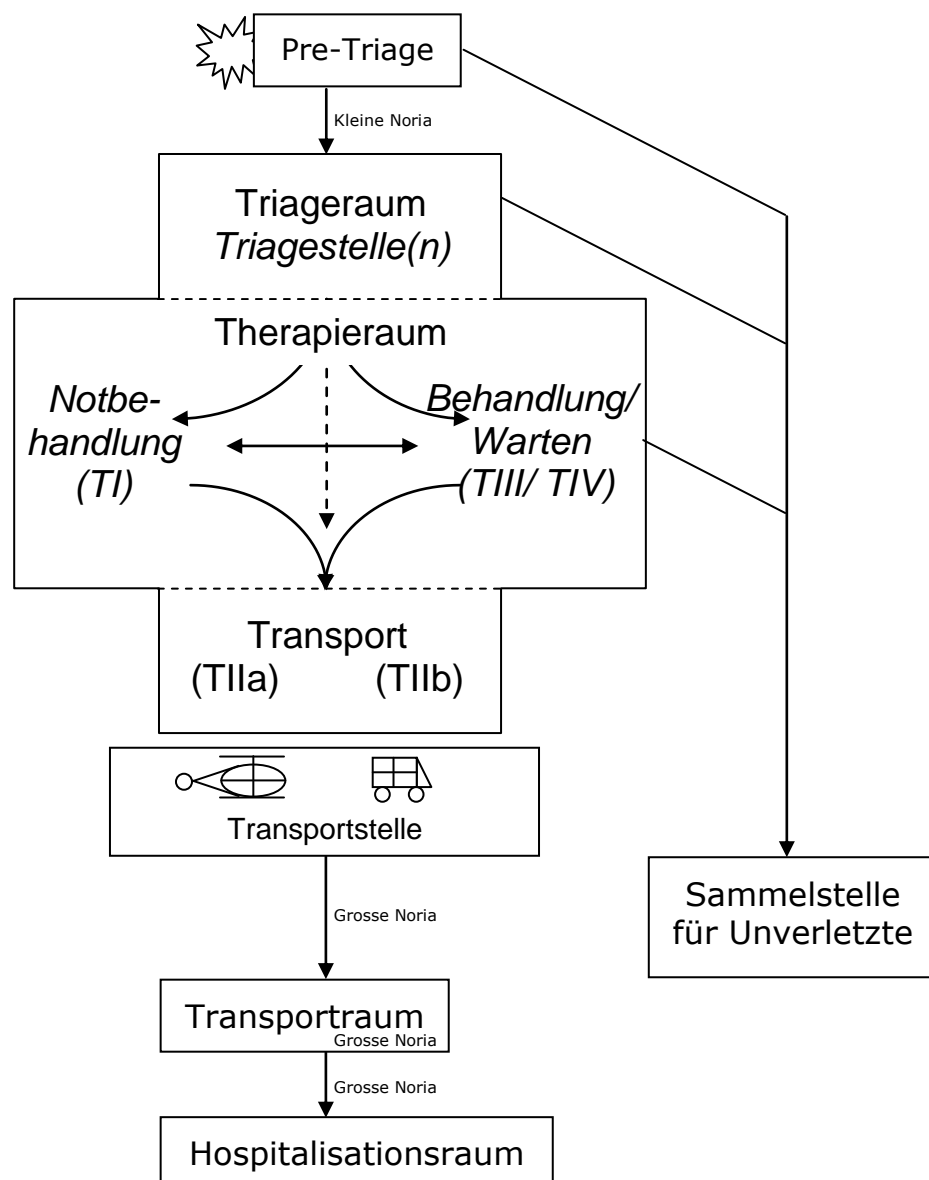 Pre-Triage
Kleine Noria
Triageraum
Triagestelle(n)
Therapieraum
Notbe-
handlung
(TI)
Behandlung/
Warten
(TIII/ TIV)
Transport
(TIIa) (TIIb)
Transportstelle
Grosse Noria
Sammelstelle
für Unverletzte
Transportraum
Grosse Noria
Grosse Noria
Hospitalisationsraum